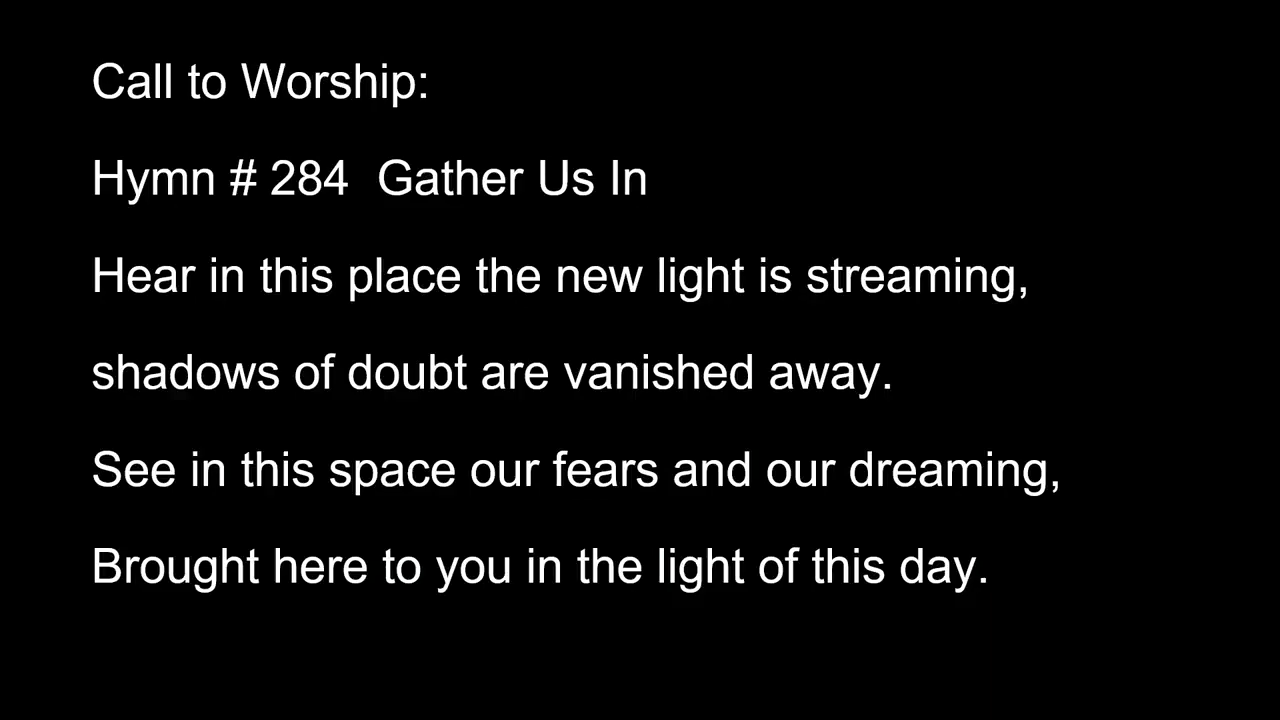 Call to Worship:
Hymn # 284  Gather Us In
Hear in this place the new light is streaming,
shadows of doubt are vanished away.
See in this space our fears and our dreaming,
Brought here to you in the light of this day.